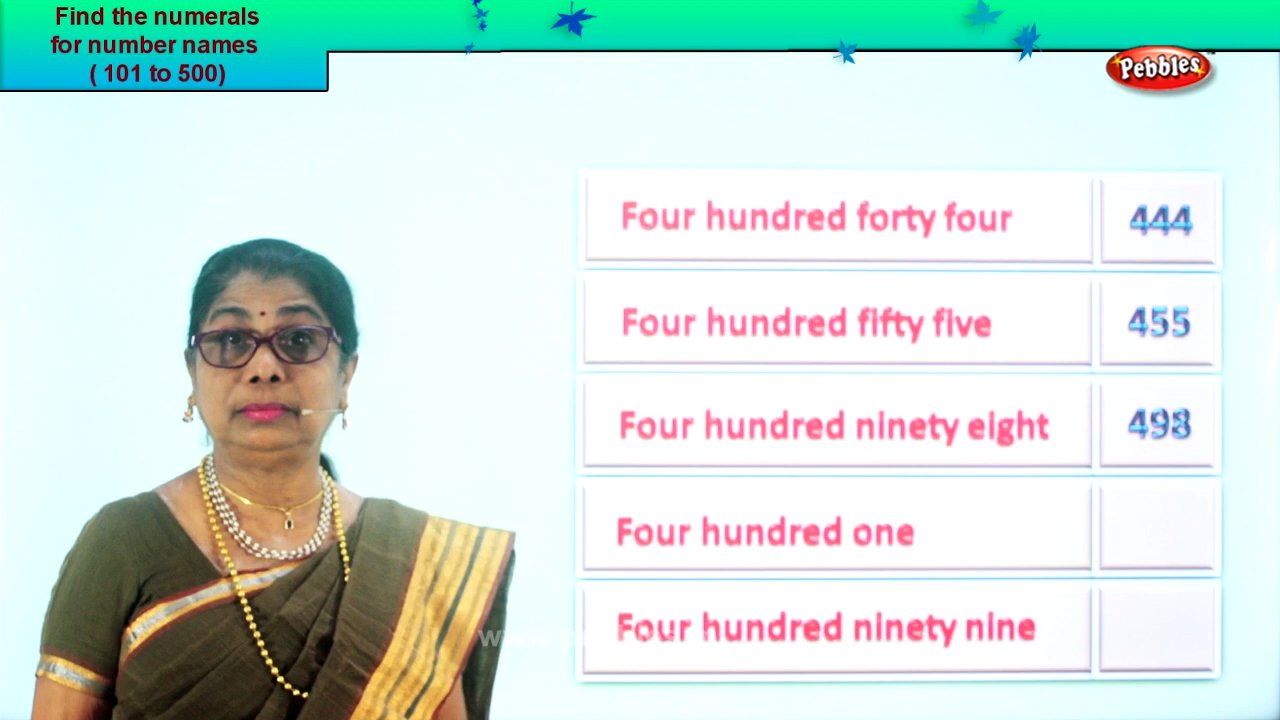 Find the numerals
for number names
( 101 to 500)
Pebbles
Four hundred forty four 444
Four hundred fifty five 455
Four hundred ninety eight 498
Four hundred one
Four hundred ninety nine